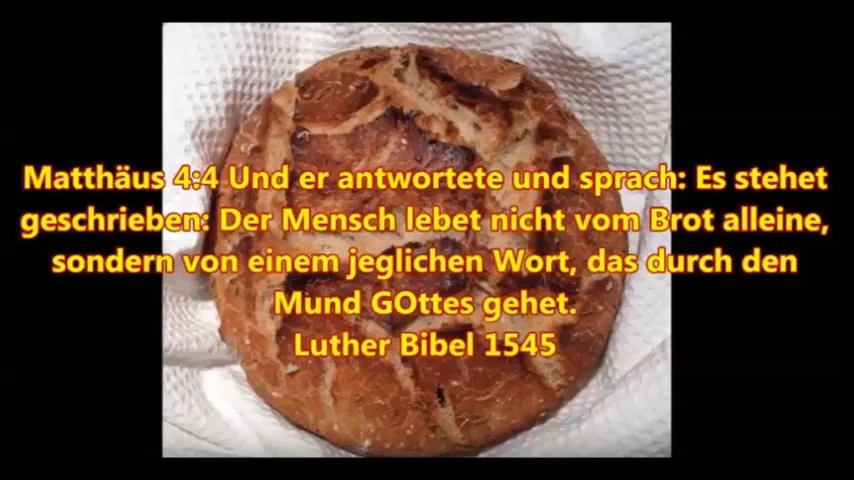 Matthäus 4:4 Und er antwortete und sprach: Es stehet
geschrieben: Der Mensch lebet nicht vom Brot alleine,
sondern von einem jeglichen Wort, das durch den
Mund GOttes gehet.
Luther Bibel 1545